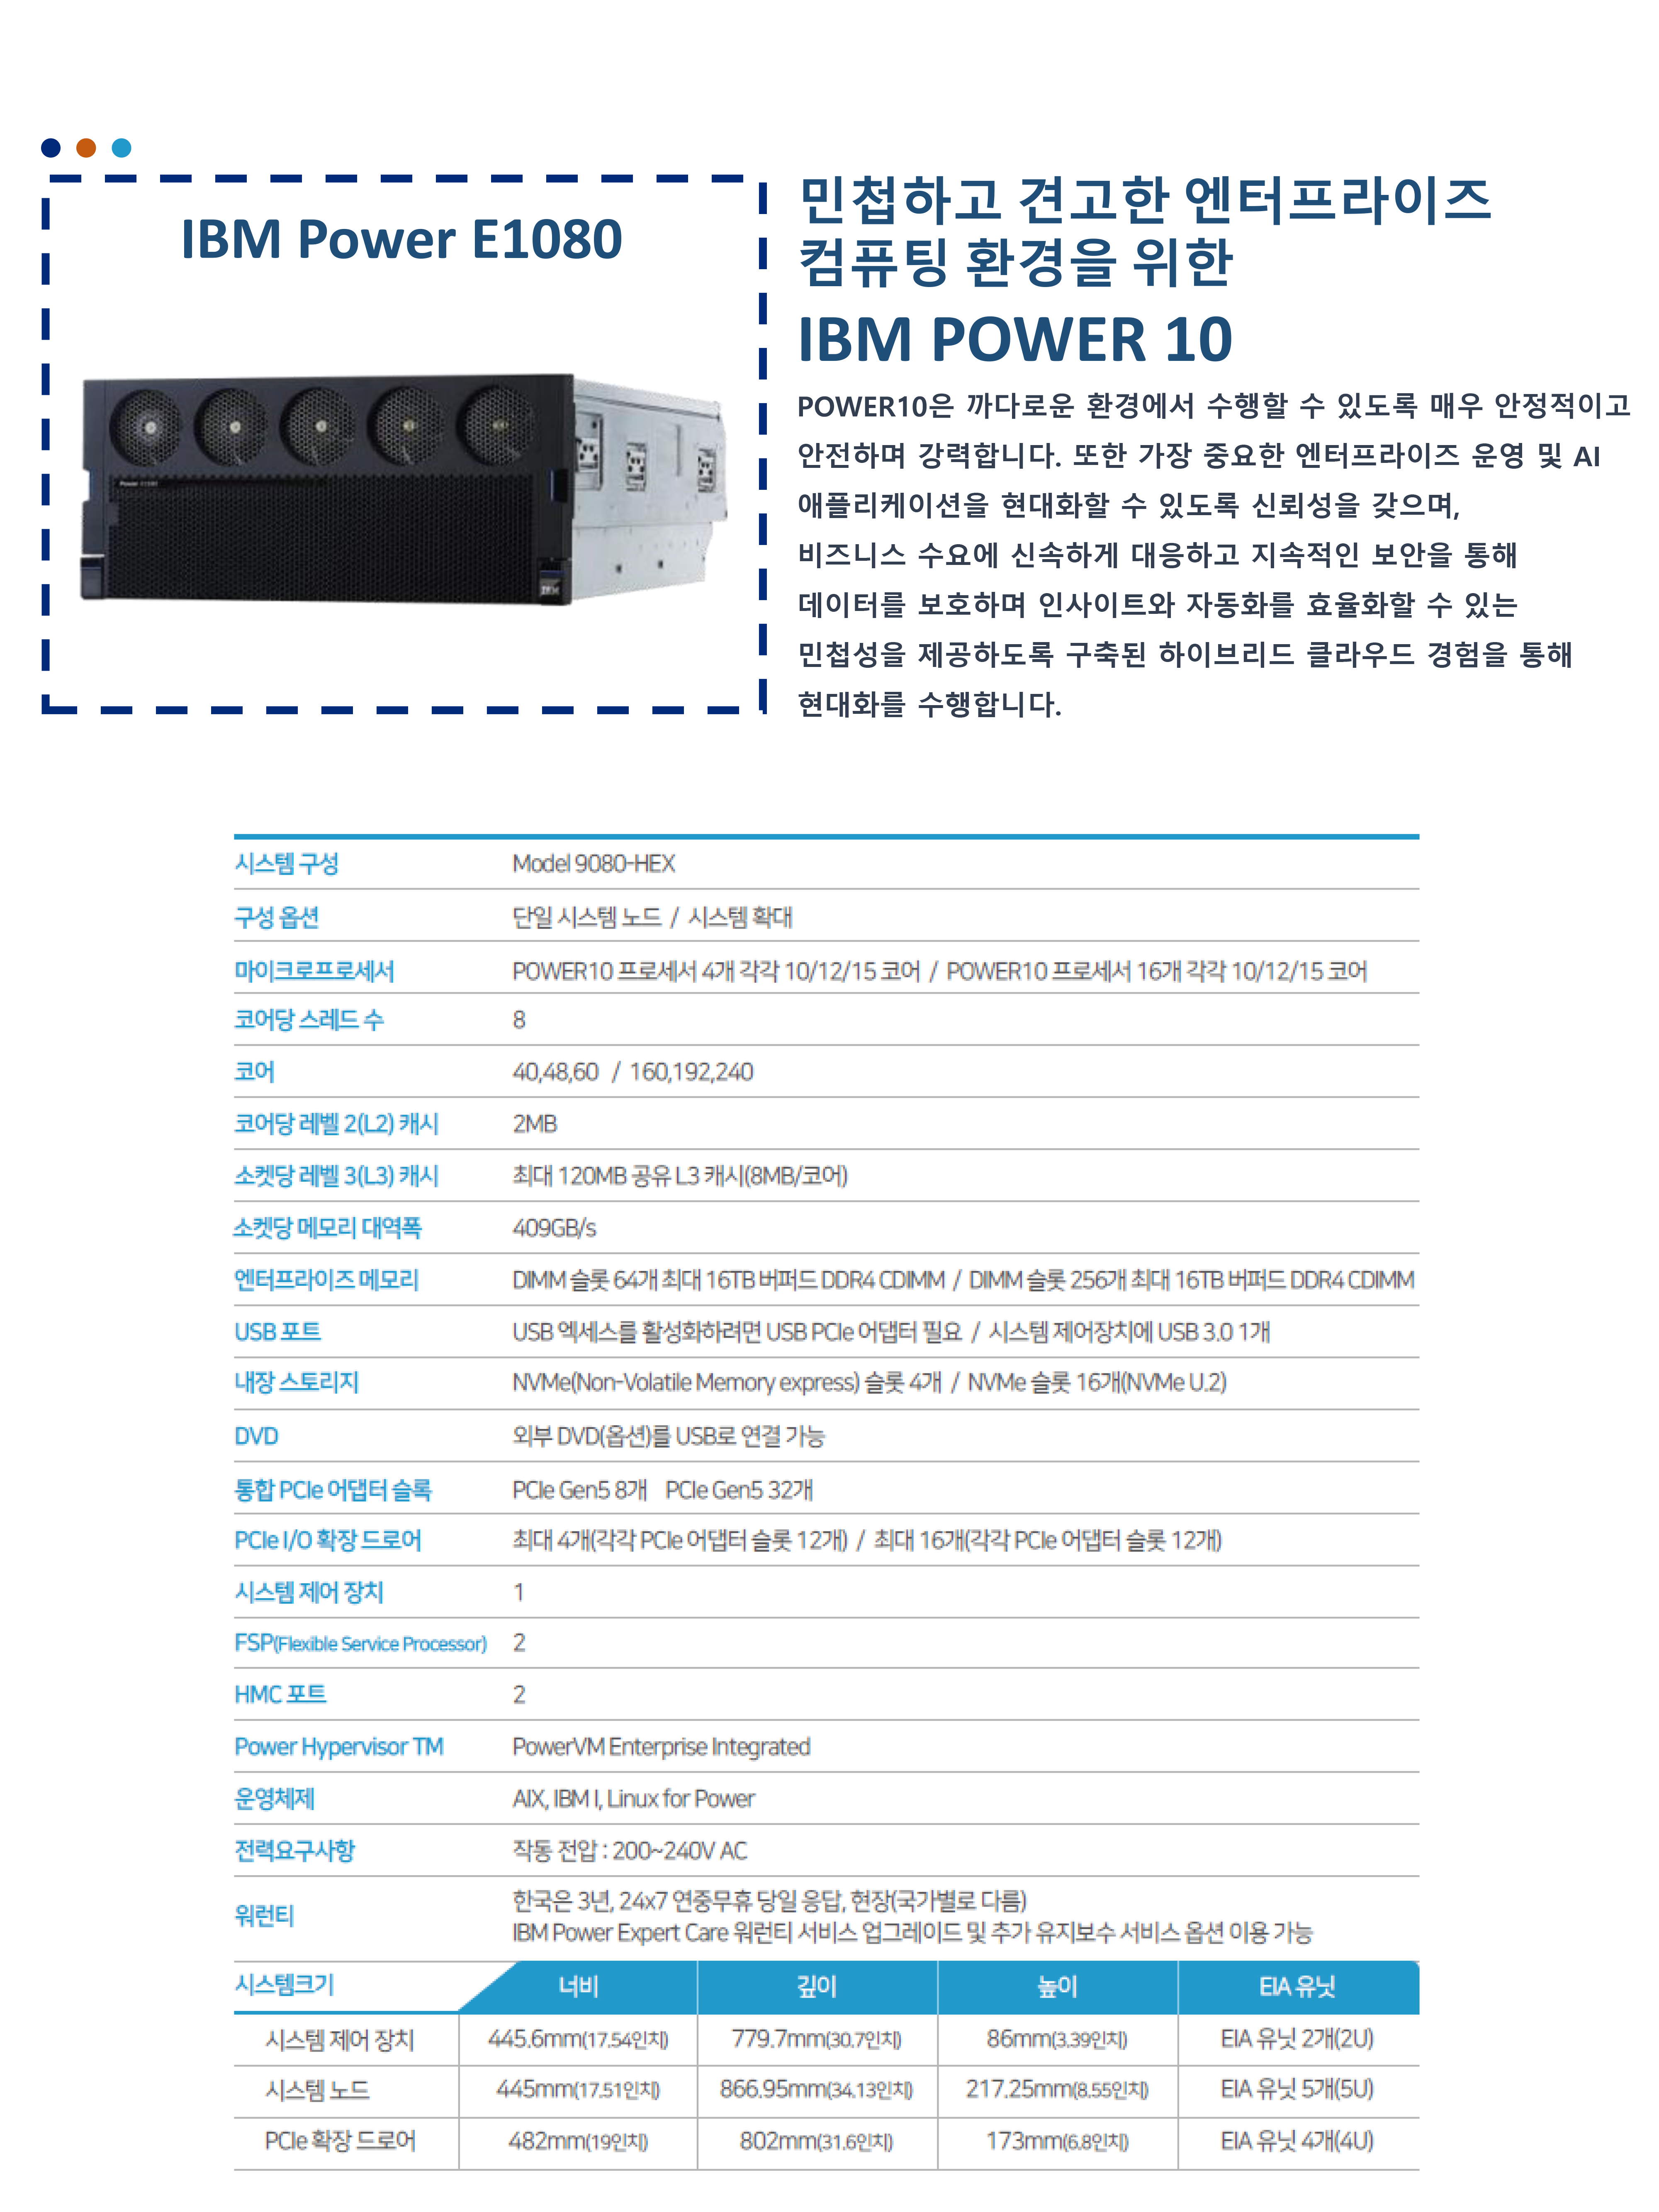 IBM Power E1080
Power E1080
IBM
민첩하고 견고한 엔터프라이즈
컴퓨팅 환경을 위한
IBM POWER 10
POWER10은 까다로운 환경에서 수행할 수 있도록 매우 안정적이고
안전하며 강력합니다. 또한 가장 중요한 엔터프라이즈 운영 및 AI
애플리케이션을 현대화할 수 있도록 신뢰성을 갖으며,
비즈니스 수요에 신속하게 대응하고 지속적인 보안을 통해
데이터를 보호하며 인사이트와 자동화를 효율화할 수 있는
민첩성을 제공하도록 구축된 하이브리드 클라우드 경험을 통해
현대화를 수행합니다.
시스템 구성 Model 9080-HEX
구성 옵션 단일 시스템 노드 / 시스템 확대
마이크로프로세서 POWER10 프로세서 4개 각각 10/12/15 코어 / POWER10 프로세서 16개 각각 10/12/15 코어
코어당 스레드 수 8
코어 40,48,60 / 160,192,240
코어당 레벨 2(L2) 캐시 2MB
소켓당 레벨 3(L3) 캐시 최대 120MB 공유 L3 캐시(8MB/코어)
소켓당 메모리 대역폭 409GB/s
엔터프라이즈 메모리 DIMM 슬롯 64개 최대 16TB 버퍼드 DDR4 CDIMM / DIMM 슬롯 256개 최대 16TB 버퍼드 DDR4 CDIMM
USB 포트 USB 엑세스를 활성화하려면 USB PCIe 어댑터 필요 / 시스템 제어장치에 USB 3.0 1개
내장 스토리지 NVMe(Non-Volatile Memory express) 슬롯 4개 / NVMe 슬롯 16개(NVMe U.2)
DVD 외부 DVD(옵션)를 USB로 연결 가능
통합 PCIe 어댑터 슬록 PCIe Gen5 8개 PCIe Gen5 32개
PCIe I/O 확장 드로어 최대 4개(각각 PCIe 어댑터 슬롯 12개) / 최대 16개(각각 PCIe 어댑터 슬롯 12개)
시스템 제어 장치 1
FSP(Flexible Service Processor) 2
HMC 포트 2
Power Hypervisor TM PowerVM Enterprise Integrated
운영체제 AIX, IBM I, Linux for Power
전력요구사항 작동 전압 : 200~240V AC
워런티 한국은 3년, 24x7 연중무휴 당일 응답, 현장(국가별로 다름)
IBM Power Expert Care 워런티 서비스 업그레이드 및 추가 유지보수 서비스 옵션 이용 가능
시스템크기 너비 깊이 높이 EIA 유닛
시스템 제어 장치 445.6mm(17.54인치) 779.7mm(30.7인치) 86mm(3.39인치) EIA 유닛 2개(2U)
시스템 노드 445mm(17.51인치) 866.95mm(34.13인치) 217.25mm(8.55인치) EIA 유닛 5개(5U)
PCIe 확장 드로어 482mm(19인치) 802mm(31.6인치) 173mm(6.8인치) EIA 유닛 4개(4U)